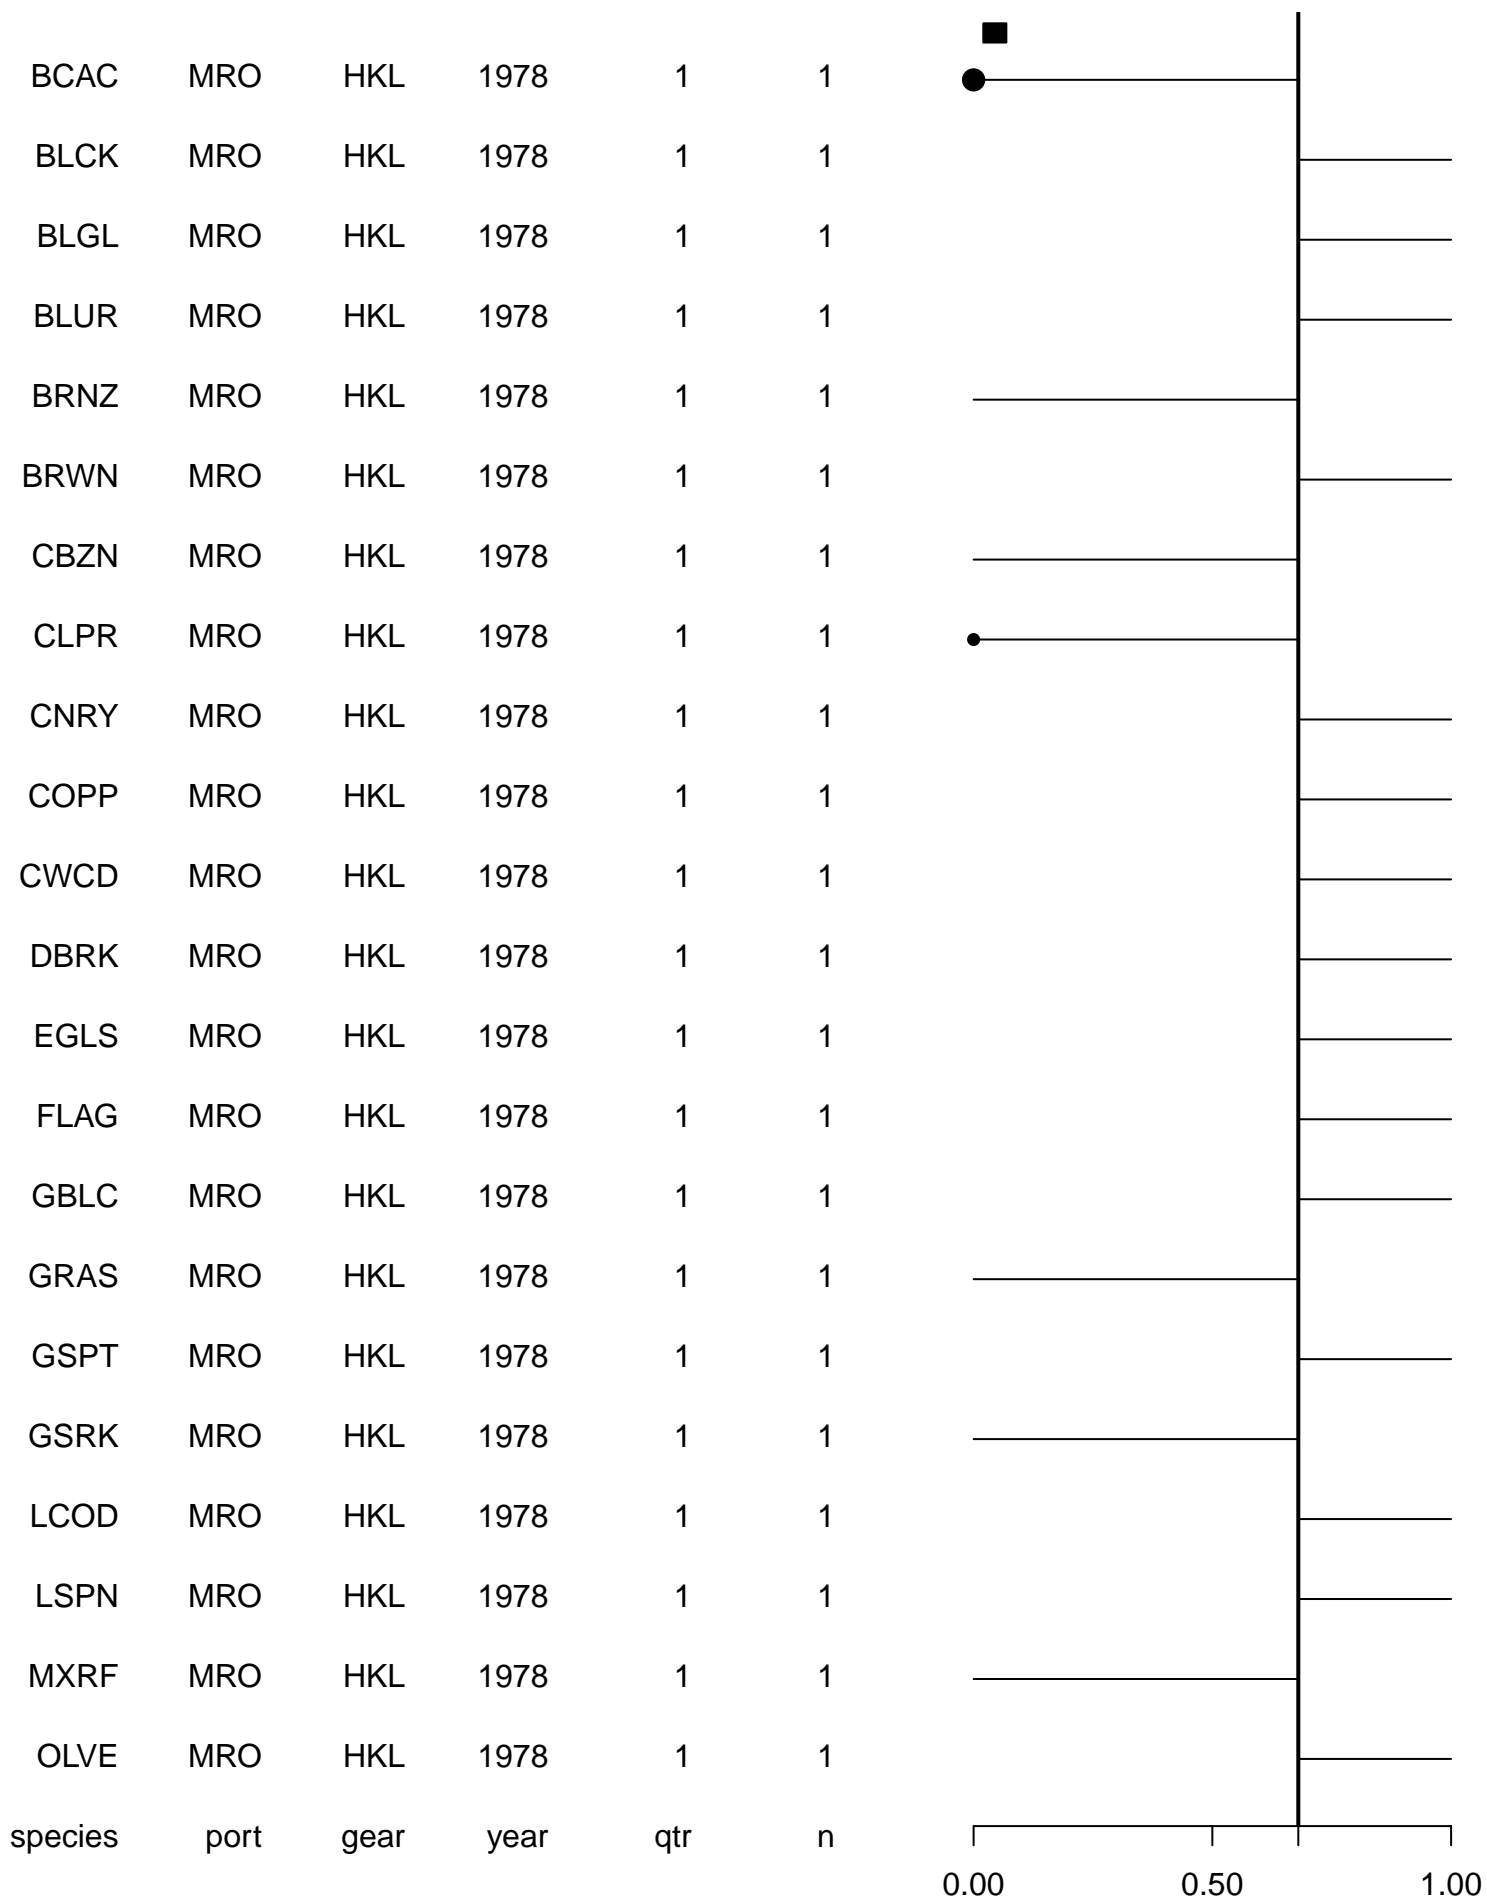 BCAC MRO HKL 1978 1 1
BLCK MRO HKL 1978 1 1
BLGL MRO HKL 1978 1 1
BLUR MRO HKL 1978 1 1
BRNZ MRO HKL 1978 1 1
BRWN MRO HKL 1978 1 1
CBZN MRO HKL 1978 1 1
CLPR MRO HKL 1978 1 1
CNRY MRO HKL 1978 1 1
COPP MRO HKL 1978 1 1
CWCD MRO HKL 1978 1 1
DBRK MRO HKL 1978 1 1
EGLS MRO HKL 1978 1 1
FLAG MRO HKL 1978 1 1
GBLC MRO HKL 1978 1 1
GRAS MRO HKL 1978 1 1
GSPT MRO HKL 1978 1 1
GSRK MRO HKL 1978 1 1
LCOD MRO HKL 1978 1 1
LSPN MRO HKL 1978 1 1
MXRF MRO HKL 1978 1 1
OLVE MRO HKL 1978 1 1
species port gear year qtr n
0.00 0.50 1.00